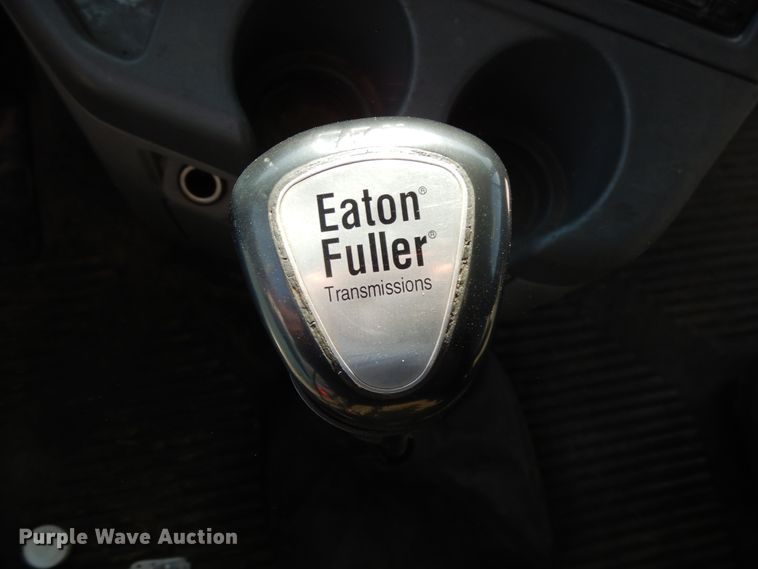 Eaton®
Fuller®
Transmissions
Purple Wave Auction